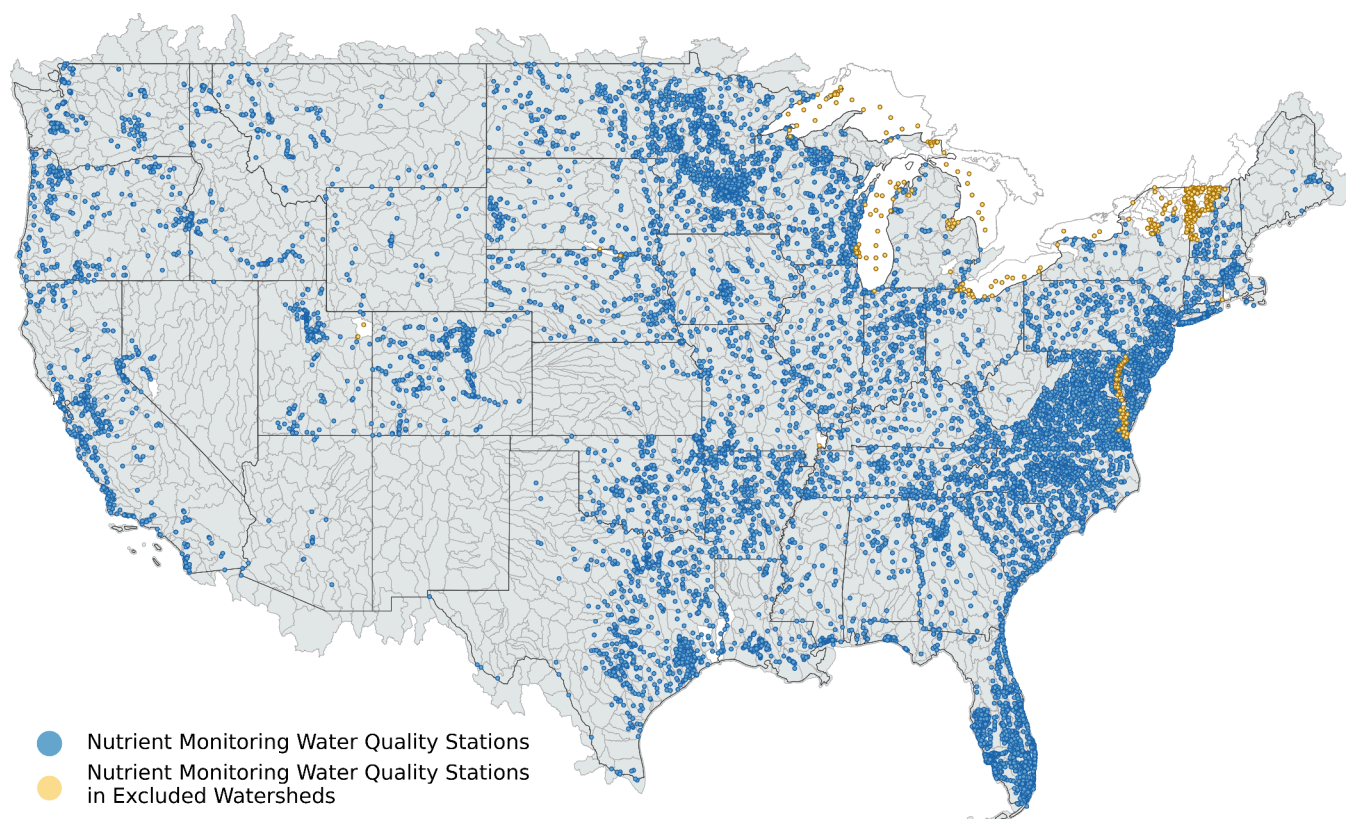 Nutrient Monitoring Water Quality Stations
Nutrient Monitoring Water Quality Stations
in Excluded Watersheds